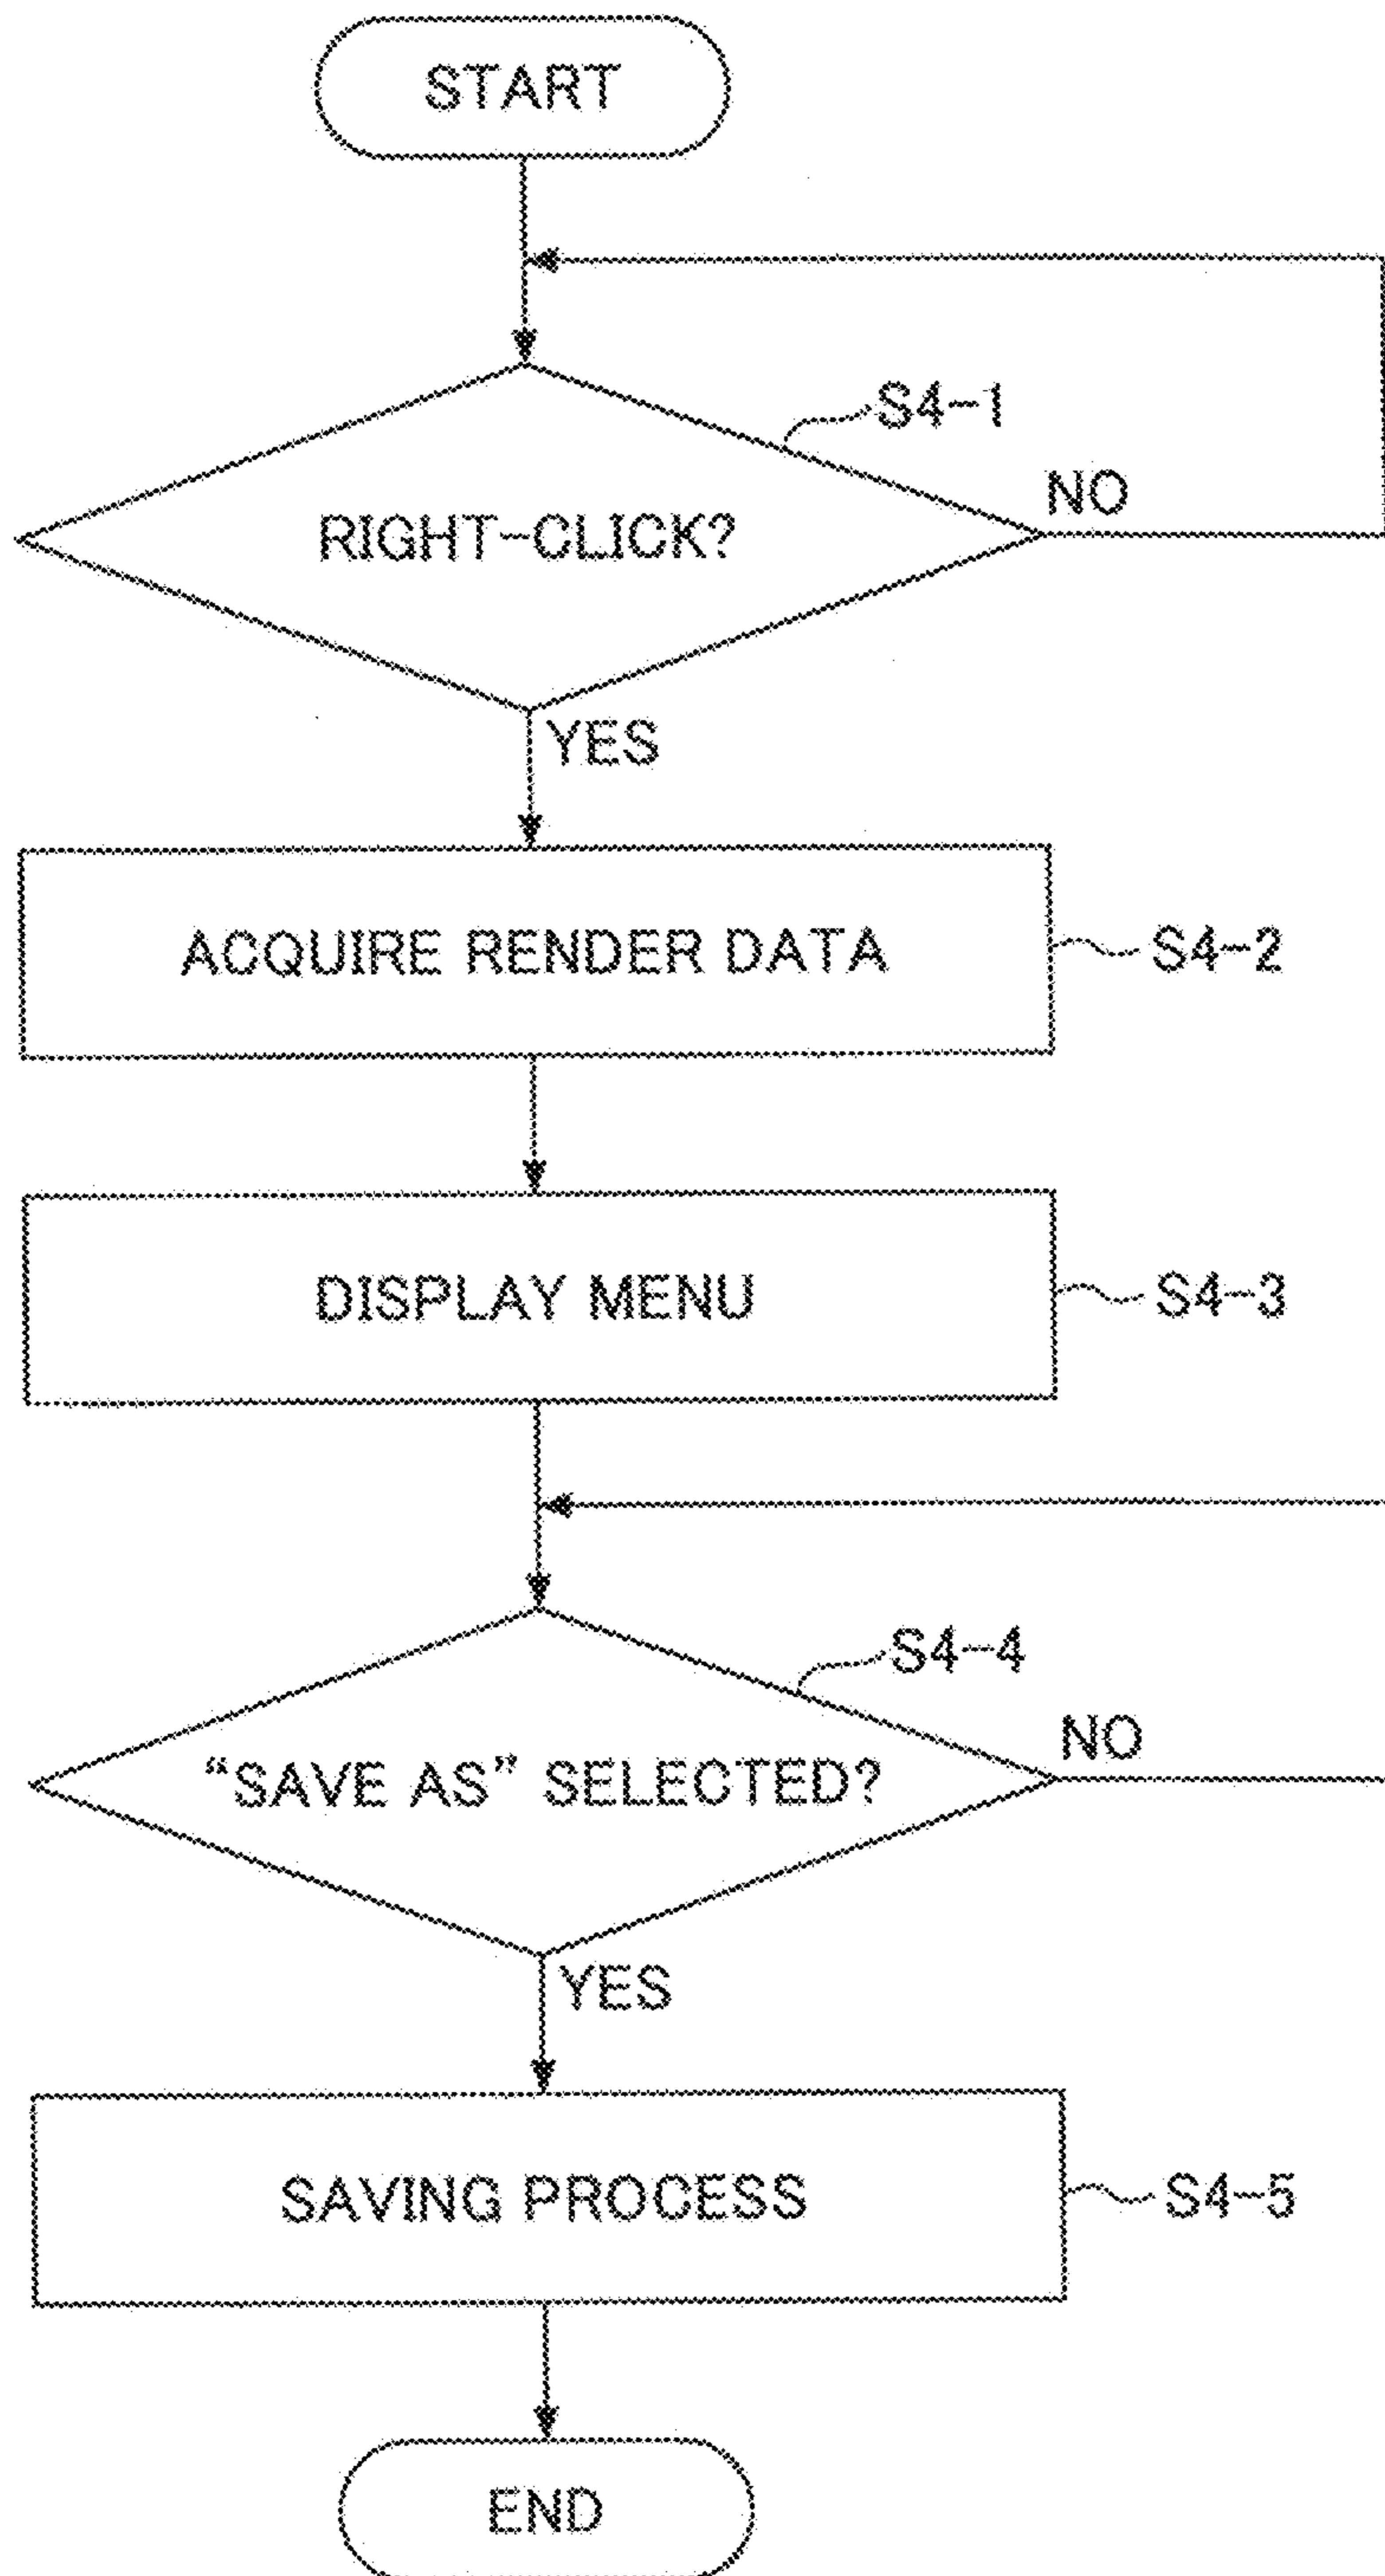 START
S4-1
RIGHT-CLICK?
NO
YES
ACQUIRE RENDER DATA
S4-2
DISPLAY MENU
S4-3
S4-4
"SAVE AS" SELECTED?
NO
YES
SAVING PROCESS
S4-5
END